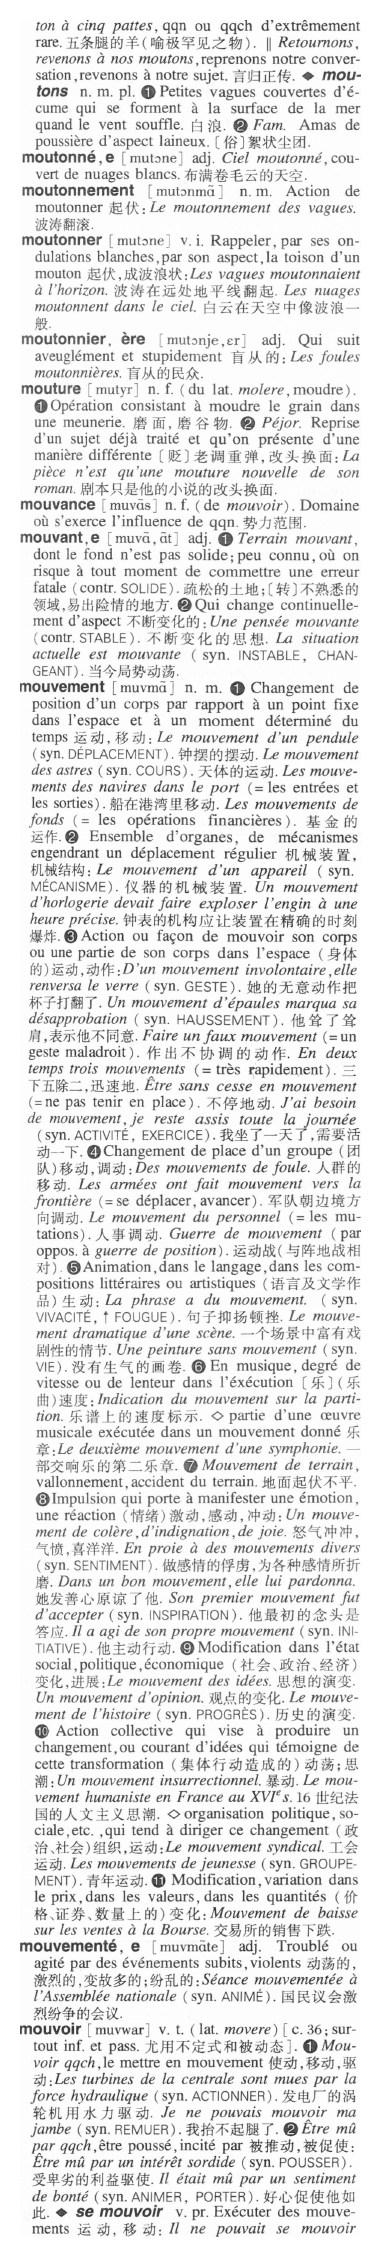 ton à cinq pattes, qqn ou qqch d'extrêmement
rare. 五条腿的羊(喻极罕见之物). ‖ Retournons,
revenons à nos moutons, reprenons notre conver-
sation, revenons à notre sujet. 言归正传. ◆ mou-
tons n. m. pl. ❶ Petites vagues couvertes d'é-
cume qui se forment à la surface de la mer
quand le vent souffle. 白浪. ❷ Fam. Amas de
poussière d'aspect laineux. [俗]絮状尘团.
moutonné, e [mutɔne] adj. Ciel moutonné, cou-
vert de nuages blancs. 布满卷毛云的天空.
moutonnement [mutɔnmɑ̃] n. m. Action de
moutonner 起伏: Le moutonnement des vagues.
波涛翻滚.
moutonner [mutɔne] v. i. Rappeler, par ses on-
dulations blanches, par son aspect, la toison d'un
mouton 起伏, 成波浪状: Les vagues moutonnaient
à l'horizon. 波涛在远处地平线翻起. Les nuages
moutonnent dans le ciel. 白云在天空中像波浪一
般.
moutonnier, ère [mutɔnje, ɛr] adj. Qui suit
aveuglément et stupidement 盲从的: Les foules
moutonnières. 盲从的民众.
mouture [mutyr] n. f. (du lat. molere, moudre).
❶ Opération consistant à moudre le grain dans
une meunerie. 磨面, 磨谷物. ❷ Péjor. Reprise
d'un sujet déjà traité et qu'on présente d'une
manière différente [贬]老调重弹, 改头换面: La
pièce n'est qu'une mouture nouvelle de son
roman. 剧本只是他的小说的改头换面.
mouvance [muvɑ̃s] n. f. (de mouvoir). Domaine
où s'exerce l'influence de qqn. 势力范围.
mouvant, e [muvɑ̃, ɑ̃t] adj. ❶ Terrain mouvant,
dont le fond n'est pas solide; peu connu, où on
risque à tout moment de commettre une erreur
fatale (contr. SOLIDE). 疏松的土地; [转]不熟悉的
领域, 易出险情的地方. ❷ Qui change continuelle-
ment d'aspect 不断变化的: Une pensée mouvante
(contr. STABLE). 不断变化的思想. La situation
actuelle est mouvante (syn. INSTABLE, CHAN-
GEANT). 当今局势动荡.
mouvement [muvmɑ̃] n. m. ❶ Changement de
position d'un corps par rapport à un point fixe
dans l'espace et à un moment déterminé du
temps 运动, 移动: Le mouvement d'un pendule
(syn. DÉPLACEMENT). 钟摆的摆动. Le mouvement
des astres (syn. COURS). 天体的运动. Les mouve-
ments des navires dans le port (= les entrées et
les sorties). 船在港湾里移动. Les mouvements de
fonds (= les opérations financières). 基金的
运作. ❷ Ensemble d'organes, de mécanismes
engendrant un déplacement régulier 机械装置,
机械结构: Le mouvement d'un appareil (syn.
MÉCANISME). 仪器的机械装置. Un mouvement
d'horlogerie devait faire exploser l'engin à une
heure précise. 钟表的机构应让装置在精确的时刻
爆炸. ❸ Action ou façon de mouvoir son corps
ou une partie de son corps dans l'espace (身体
的)运动, 动作: D'un mouvement involontaire, elle
renversa le verre (syn. GESTE). 她的无意动作把
杯子打翻了. Un mouvement d'épaules marqua sa
désapprobation (syn. HAUSSEMENT). 他耸了耸
肩, 表示他不同意. Faire un faux mouvement (= un
geste maladroit). 作出不协调的动作. En deux
temps trois mouvements (= très rapidement). 三
下五除二, 迅速地. Être sans cesse en mouvement
(= ne pas tenir en place). 不停地动. J'ai besoin
de mouvement, je reste assis toute la journée
(syn. ACTIVITÉ, EXERCICE). 我坐了一天了, 需要活
动一下. ❹ Changement de place d'un groupe (团
队)移动, 调动: Des mouvements de foule. 人群的
移动. Les armées ont fait mouvement vers la
frontière (= se déplacer, avancer). 军队朝边境方
向调动. Le mouvement du personnel (= les mu-
tations). 人事调动. Guerre de mouvement (par
oppos. à guerre de position). 运动战(与阵地战相
对). ❺ Animation, dans le langage, dans les com-
positions littéraires ou artistiques (语言及文学作
品)生动: La phrase a du mouvement. (syn.
VIVACITÉ, ↑ FOUGUE). 句子抑扬顿挫. Le mouve-
ment dramatique d'une scène. 一个场景中富有戏
剧性的情节. Une peinture sans mouvement (syn.
VIE). 没有生气的画卷. ❻ En musique, degré de
vitesse ou de lenteur dans l'éxécution [乐](乐
曲)速度: Indication du mouvement sur la parti-
tion. 乐谱上的速度标示. ◇ partie d'une œuvre
musicale exécutée dans un mouvement donné 乐
章: Le deuxième mouvement d'une symphonie. 一
部交响乐的第二乐章. ❼ Mouvement de terrain,
vallonnement, accident du terrain. 地面起伏不平.
❽ Impulsion qui porte à manifester une émotion,
une réaction (情绪)激动, 感动, 冲动: Un mouve-
ment de colère, d'indignation, de joie. 怒气冲冲,
气愤, 喜洋洋. En proie à des mouvements divers
(syn. SENTIMENT). 做感情的俘虏, 为各种感情所折
磨. Dans un bon mouvement, elle lui pardonna.
她发善心原谅了他. Son premier mouvement fut
d'accepter (syn. INSPIRATION). 他最初的念头是
答应. Il a agi de son propre mouvement (syn. INI-
TIATIVE). 他主动行动. ❾ Modification dans l'état
social, politique, économique (社会、政治、经济)
变化, 进展: Le mouvement des idées. 思想的演变.
Un mouvement d'opinion. 观点的变化. Le mouve-
ment de l'histoire (syn. PROGRÈS). 历史的演变.
❿ Action collective qui vise à produire un
changement, ou courant d'idées qui témoigne de
cette transformation (集体行动造成的)动荡; 思
潮: Un mouvement insurrectionnel. 暴动. Le mou-
vement humaniste en France au XVIᵉ s. 16 世纪法
国的人文主义思潮. ◇ organisation politique, so-
ciale, etc. , qui tend à diriger ce changement (政
治、社会)组织, 运动: Le mouvement syndical. 工会
运动. Les mouvements de jeunesse (syn. GROUPE-
MENT). 青年运动. ⓫ Modification, variation dans
le prix, dans les valeurs, dans les quantités (价
格、证券、数量上的)变化: Mouvement de baisse
sur les ventes à la Bourse. 交易所的销售下跌.
mouvementé, e [muvmɑ̃te] adj. Troublé ou
agité par des événements subits, violents 动荡的,
激烈的, 变故多的; 纷乱的: Séance mouvementée à
l'Assemblée nationale (syn. ANIMÉ). 国民议会激
烈纷争的会议.
mouvoir [muvwar] v. t. (lat. movere) [c. 36; sur-
tout inf. et pass. 尤用不定式和被动态]. ❶ Mou-
voir qqch, le mettre en mouvement 使动, 移动, 驱
动: Les turbines de la centrale sont mues par la
force hydraulique (syn. ACTIONNER). 发电厂的涡
轮机用水力驱动. Je ne pouvais mouvoir ma
jambe (syn. REMUER). 我抬不起腿了. ❷ Être mû
par qqch, être poussé, incité par 被推动, 被促使:
Être mû par un intérêt sordide (syn. POUSSER).
受卑劣的利益驱使. Il était mû par un sentiment
de bonté (syn. ANIMER, PORTER). 好心促使他如
此. ◆ se mouvoir v. pr. Exécuter des mouve-
ments 运动, 移动: Il ne pouvait se mouvoir